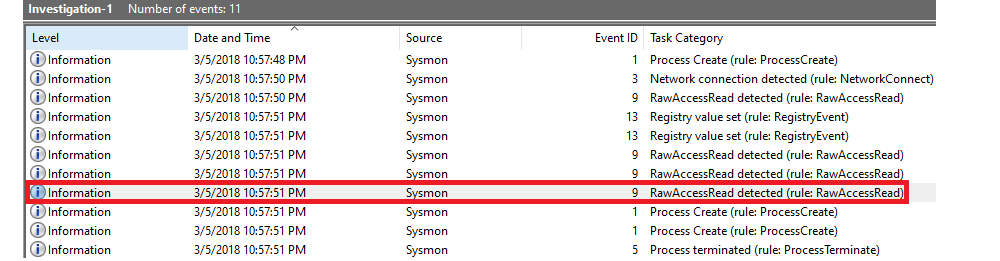 Investigation-1 Number of events: 11
Level Date and Time Source Event ID Task Category
Information 3/5/2018 10:57:48 PM Sysmon 1 Process Create (rule: ProcessCreate)
Information 3/5/2018 10:57:50 PM Sysmon 3 Network connection detected (rule: NetworkConnect)
Information 3/5/2018 10:57:50 PM Sysmon 9 RawAccessRead detected (rule: RawAccessRead)
Information 3/5/2018 10:57:51 PM Sysmon 13 Registry value set (rule: RegistryEvent)
Information 3/5/2018 10:57:51 PM Sysmon 13 Registry value set (rule: RegistryEvent)
Information 3/5/2018 10:57:51 PM Sysmon 9 RawAccessRead detected (rule: RawAccessRead)
Information 3/5/2018 10:57:51 PM Sysmon 9 RawAccessRead detected (rule: RawAccessRead)
Information 3/5/2018 10:57:51 PM Sysmon 9 RawAccessRead detected (rule: RawAccessRead)
Information 3/5/2018 10:57:51 PM Sysmon 1 Process Create (rule: ProcessCreate)
Information 3/5/2018 10:57:51 PM Sysmon 1 Process Create (rule: ProcessCreate)
Information 3/5/2018 10:57:51 PM Sysmon 5 Process terminated (rule: ProcessTerminate)